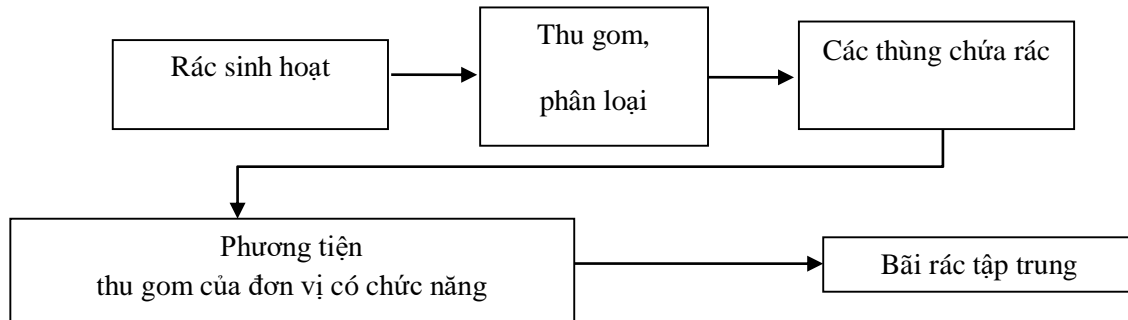 Rác sinh hoạt
Thu gom,
phân loại
Các thùng chứa rác
Phương tiện
thu gom của đơn vị có chức năng
Bãi rác tập trung